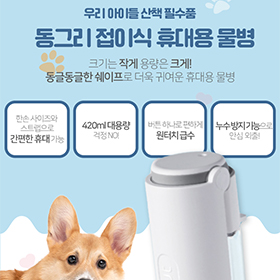 우리 아이들 산책 필수품
동그리 접이식 휴대용 물병
크기는 작게 용량은 크게!
동글동글한 쉐이프로 더욱 귀여운 휴대용 물병
한손 사이즈와
스트랩으로
간편한 휴대 가능
420ml 대용량
걱정 NO!
버튼 하나로 편하게
원터치 급수
누수 방지 기능으로
안심 외출!